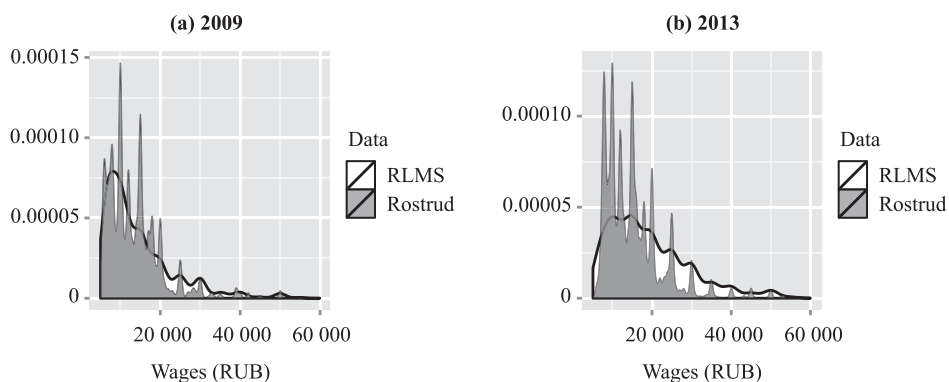 (a) 2009
0.00015
0.00010
0.00005
0
20 000 40 000 60 000
Wages (RUB)
Data
RLMS
Rostrud
(b) 2013
0.00010
0.00005
0
20 000 40 000 60 000
Wages (RUB)
Data
RLMS
Rostrud